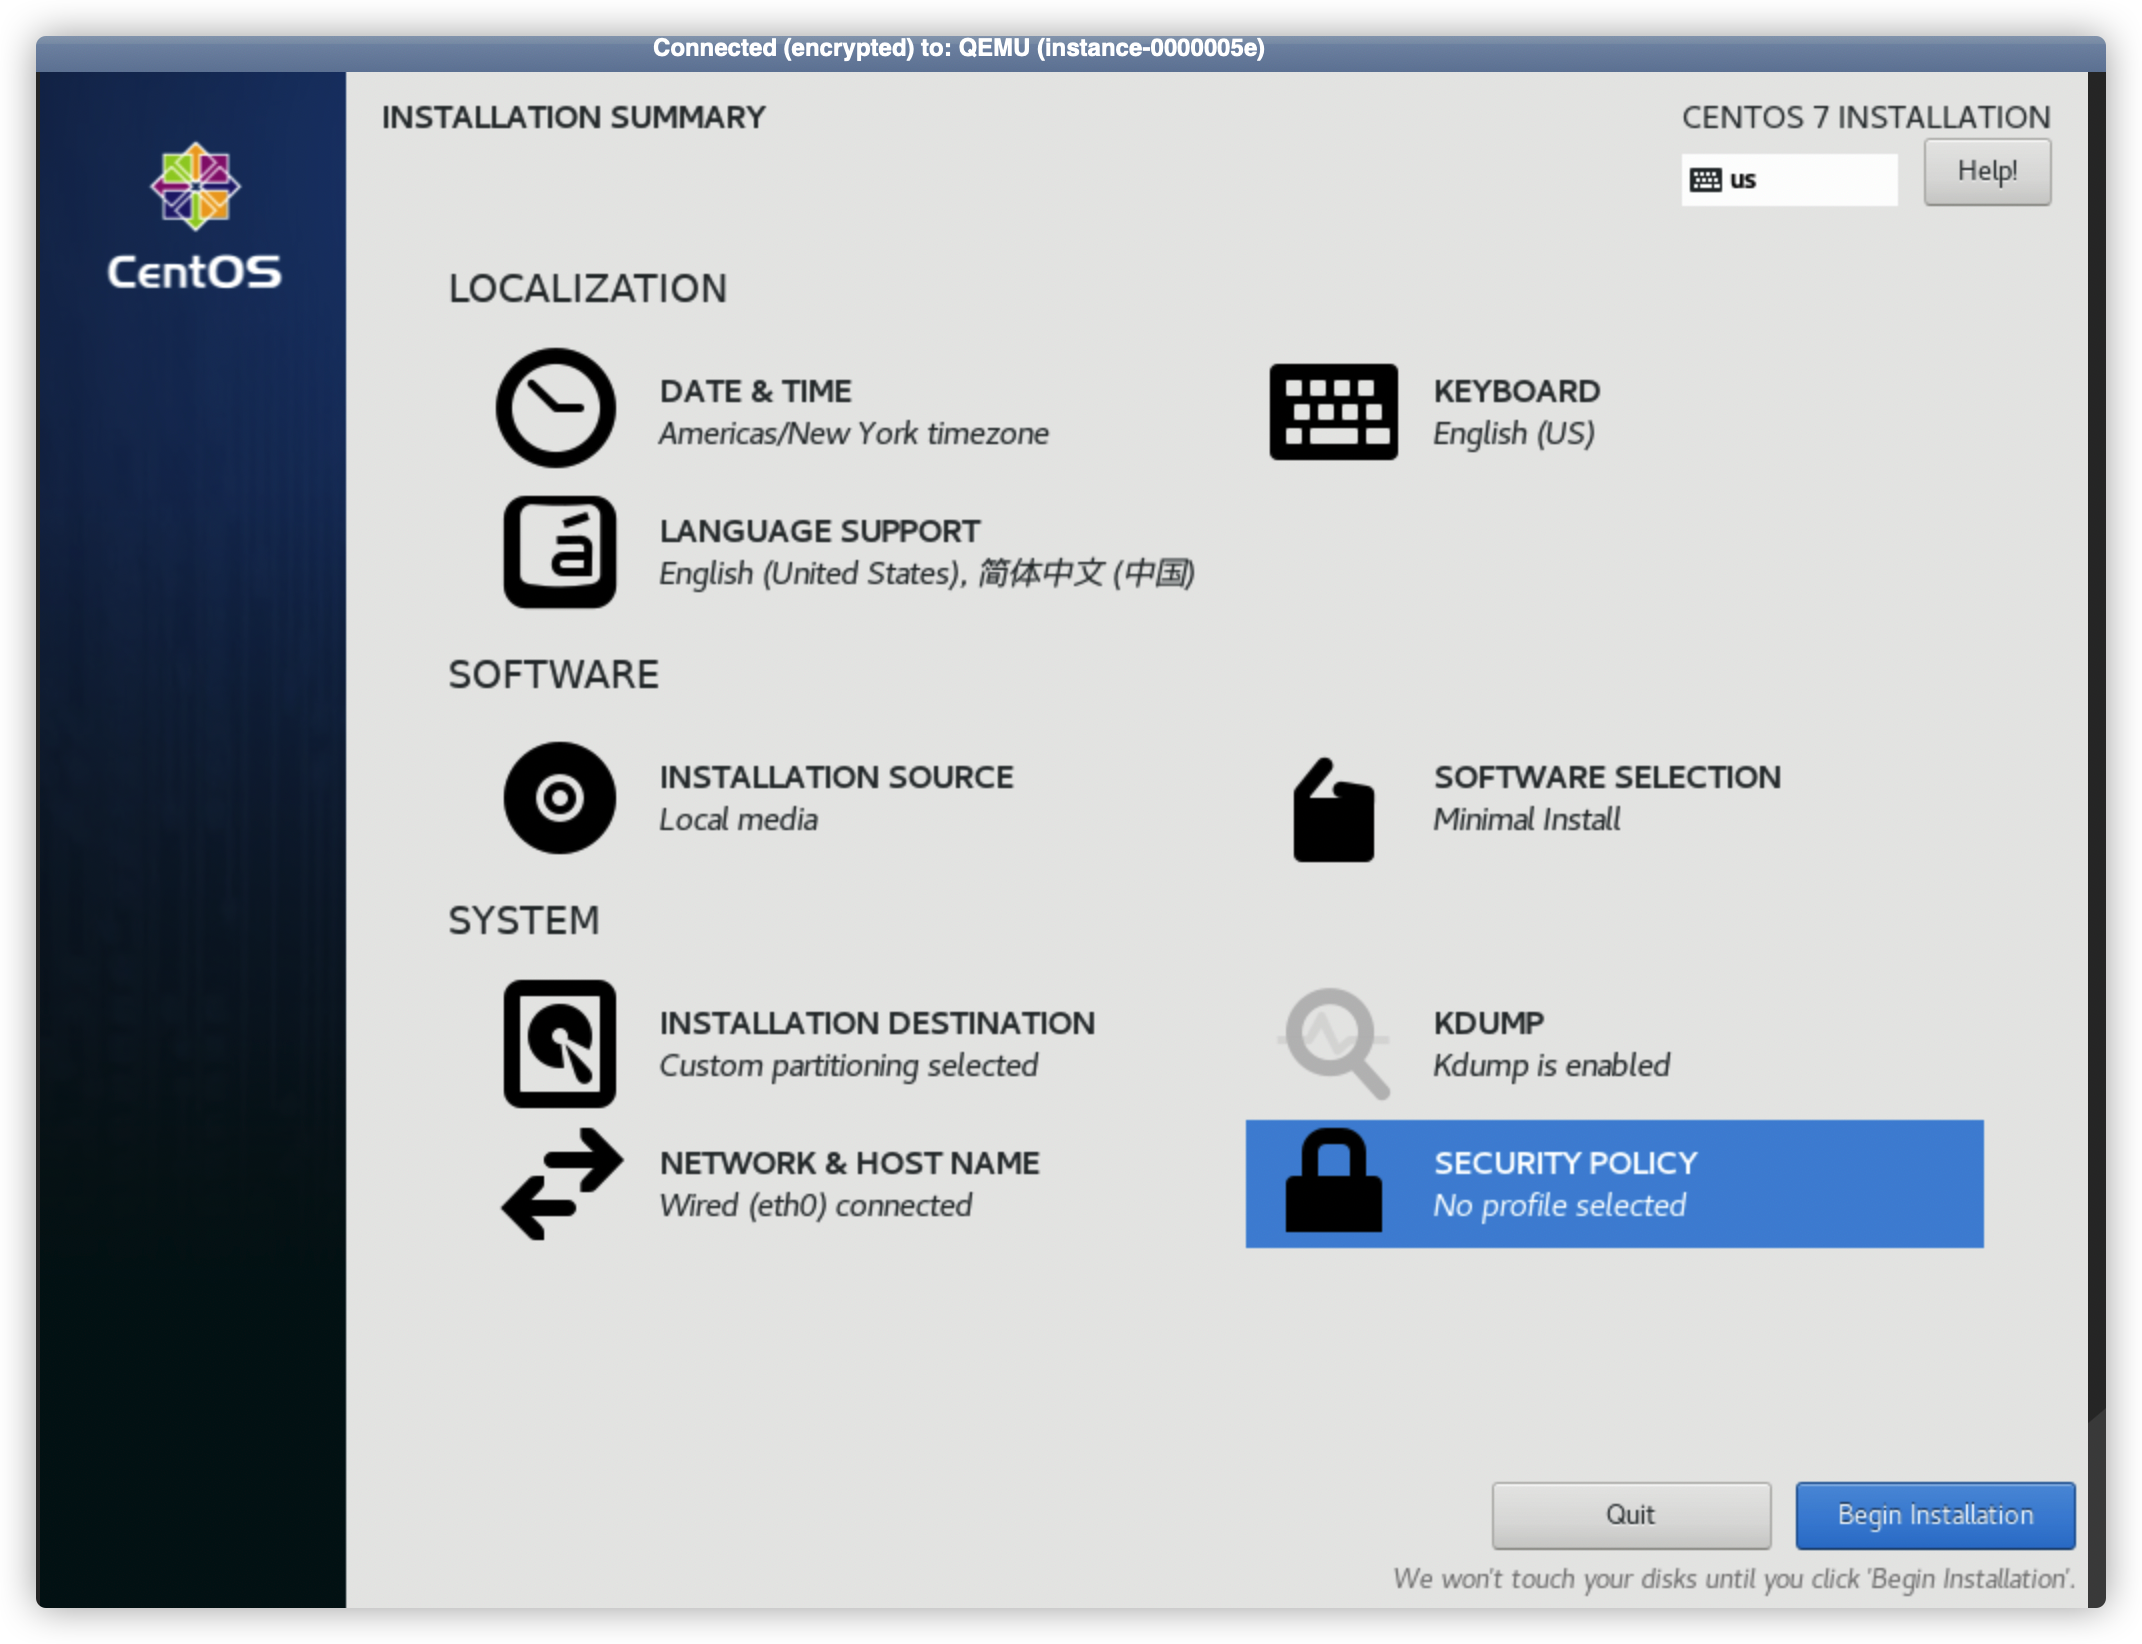 Connected (encrypted) to: QEMU (instance-0000005e)
INSTALLATION SUMMARY
CENTOS 7 INSTALLATION
us
Help!
CentOS
LOCALIZATION
DATE & TIME
Americas/New York timezone
KEYBOARD
English (US)
á
LANGUAGE SUPPORT
English (United States), 简体中文 (中国)
SOFTWARE
INSTALLATION SOURCE
Local media
SOFTWARE SELECTION
Minimal Install
SYSTEM
INSTALLATION DESTINATION
Custom partitioning selected
KDUMP
Kdump is enabled
NETWORK & HOST NAME
Wired (eth0) connected
SECURITY POLICY
No profile selected
Quit
Begin Installation
We won't touch your disks until you click 'Begin Installation'.